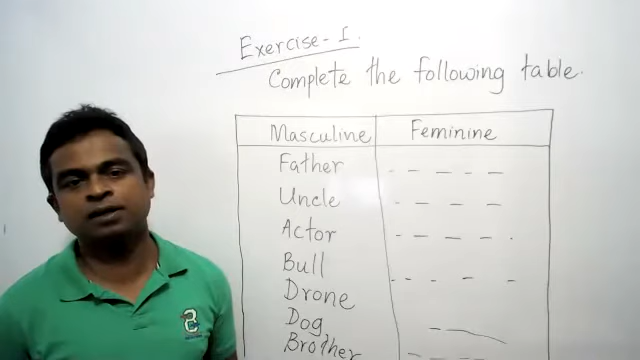 Exercise-I.
Complete the following table.
Masculine Feminine
Father
Uncle
Actor
Bull
Drone
Dog
Brother